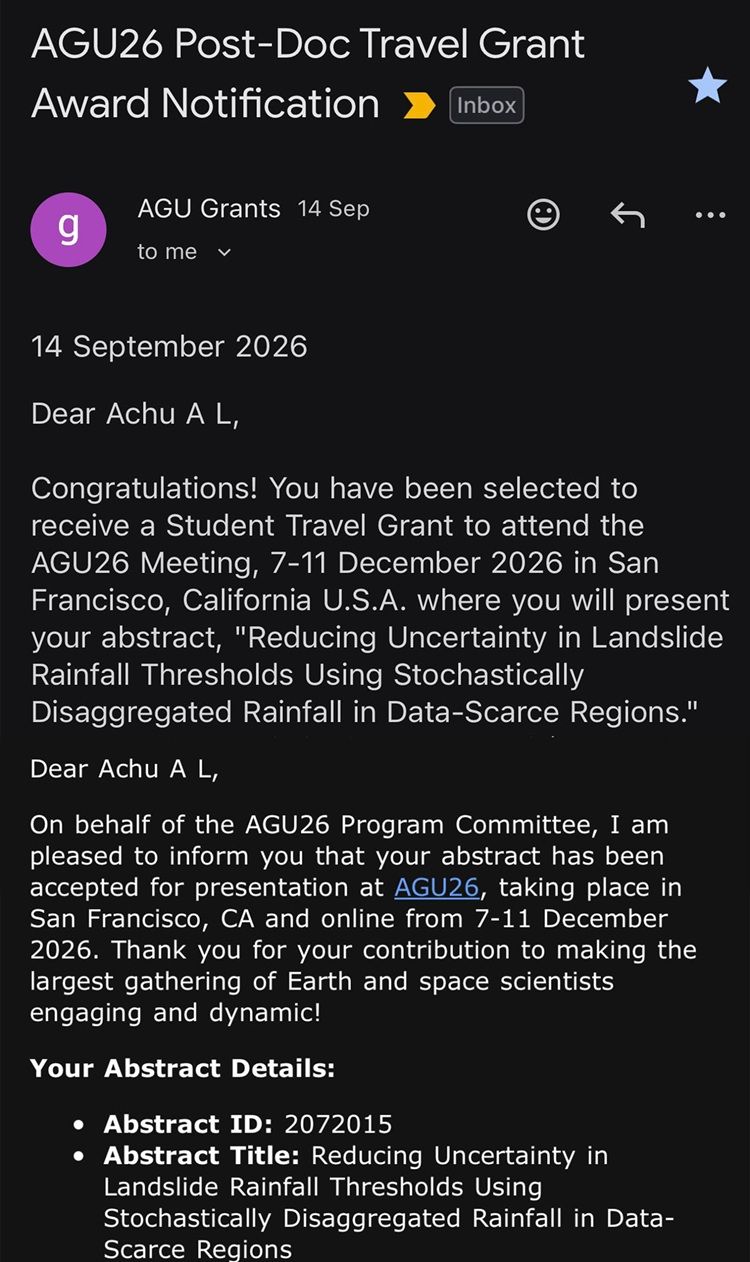 AGU26 Post-Doc Travel Grant
Award Notification Inbox
g
AGU Grants 14 Sep
to me
14 September 2026
Dear Achu A L,
Congratulations! You have been selected to
receive a Student Travel Grant to attend the
AGU26 Meeting, 7-11 December 2026 in San
Francisco, California U.S.A. where you will present
your abstract, "Reducing Uncertainty in Landslide
Rainfall Thresholds Using Stochastically
Disaggregated Rainfall in Data-Scarce Regions."
Dear Achu A L,
On behalf of the AGU26 Program Committee, I am
pleased to inform you that your abstract has been
accepted for presentation at AGU26, taking place in
San Francisco, CA and online from 7-11 December
2026. Thank you for your contribution to making the
largest gathering of Earth and space scientists
engaging and dynamic!
Your Abstract Details:
• Abstract ID: 2072015
• Abstract Title: Reducing Uncertainty in
Landslide Rainfall Thresholds Using
Stochastically Disaggregated Rainfall in Data-
Scarce Regions